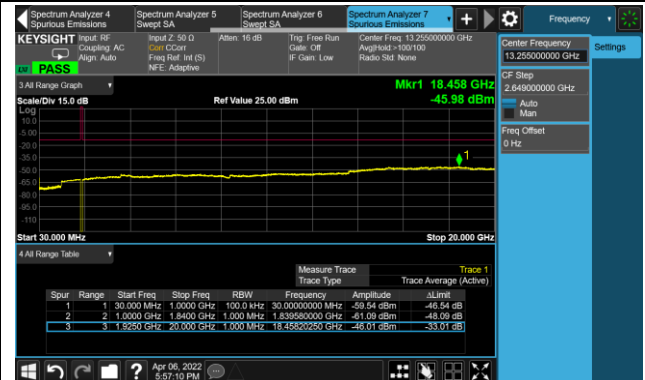 Spectrum Analyzer 4
Spurious Emissions
Spectrum Analyzer 5
Swept SA
Spectrum Analyzer 6
Swept SA
Spectrum Analyzer 7
Spurious Emissions
Frequency
KEYSIGHT
Input: RF
Coupling: AC
Align: Auto
Input Z: 50 Ω
Corr CCorr
Freq Ref: Int (S)
NFE: Adaptive
Atten: 16 dB
Trig: Free Run
Gate: Off
IF Gain: Low
Center Freq: 13.255000000 GHz
Avg|Hold:>100/100
Radio Std: None
PASS
3 All Range Graph
Mkr1 18.458 GHz
Scale/Div 15.0 dB
Ref Value 25.00 dBm
-45.98 dBm
Log
10.0
-5.00
-20.0
-35.0
-50.0
-65.0
-80.0
-95.0
-110
1
Start 30.000 MHz
Stop 20.000 GHz
4 All Range Table
Measure Trace Trace 1
Trace Type Trace Average (Active)
Spur Range Start Freq Stop Freq RBW Frequency Amplitude ΔLimit
1 1 30.000 MHz 1.0000 GHz 100.0 kHz 30.00000000 MHz -59.54 dBm -46.54 dB
2 2 1.0000 GHz 1.8400 GHz 1.000 MHz 1.839580000 GHz -61.09 dBm -48.09 dB
3 3 1.9250 GHz 20.000 GHz 1.000 MHz 18.45820250 GHz -46.01 dBm -33.01 dB
Apr 06, 2022
5:57:10 PM
Center Frequency
13.255000000 GHz
Settings
CF Step
2.649000000 GHz
Auto
Man
Freq Offset
0 Hz